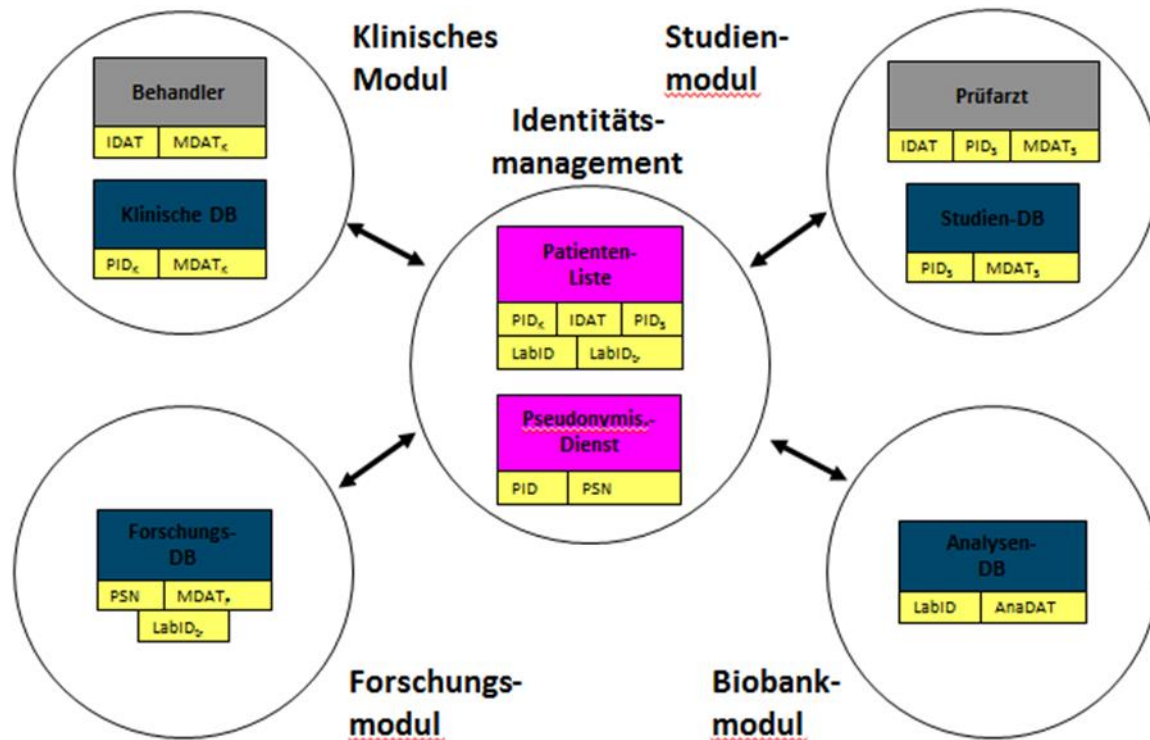 Klinisches
Modul
Behandler
IDAT MDATK
Klinische DB
PIDK MDATK
Studien-
modul
Prüfarzt
IDAT PIDS MDATS
Studien-DB
PIDS MDATS
Identitäts-
management
Patienten-
Liste
PIDK IDAT PIDS
LabID LabIDtr
Pseudonymis.-
Dienst
PID PSN
Forschungs-
DB
PSN MDATF
LabIDtr
Forschungs-
modul
Analysen-
DB
LabID AnaDAT
Biobank-
modul